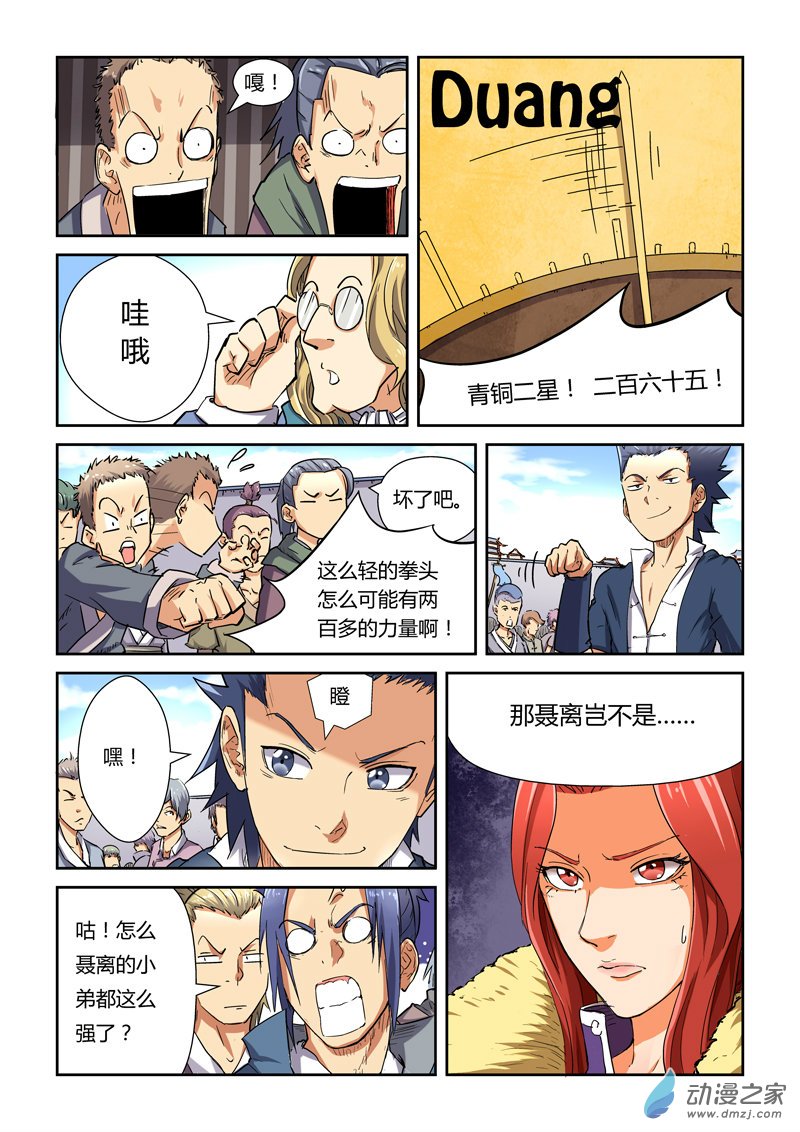 嘎！
Duang
青铜二星！ 二百六十五！
哇
哦
坏了吧。
这么轻的拳头
怎么可能有两
百多的力量啊！
嘿！
瞪
那聂离岂不是……
咕！怎么
聂离的小
弟都这么
强了？
动漫之家
www.dmzj.com